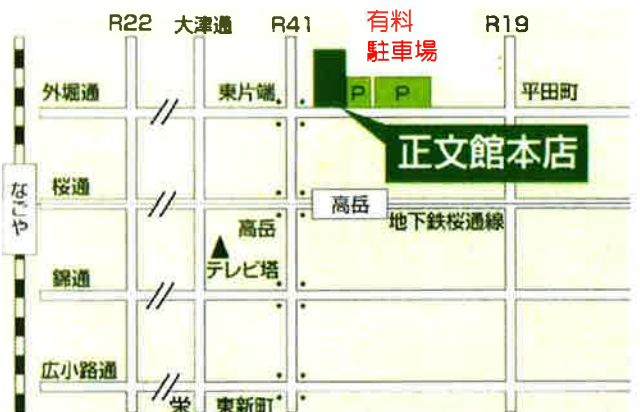 R22
大津通
R41
有料
駐車場
R19
外堀通
東片端
P
P
平田町
正文館本店
桜通
なごや
高岳
地下鉄桜通線
高岳
テレビ塔
錦通
広小路通
栄
東新町